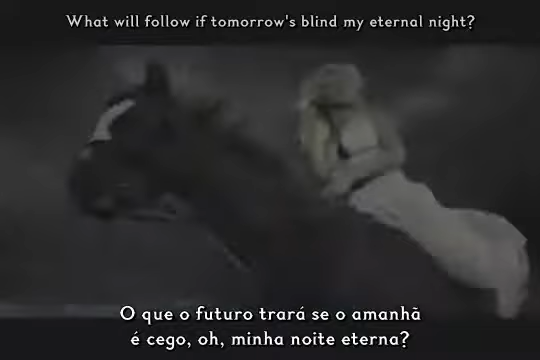 What will follow if tomorrow's blind my eternal night?
O que o futuro trará se o amanhã
é cego, oh, minha noite eterna?